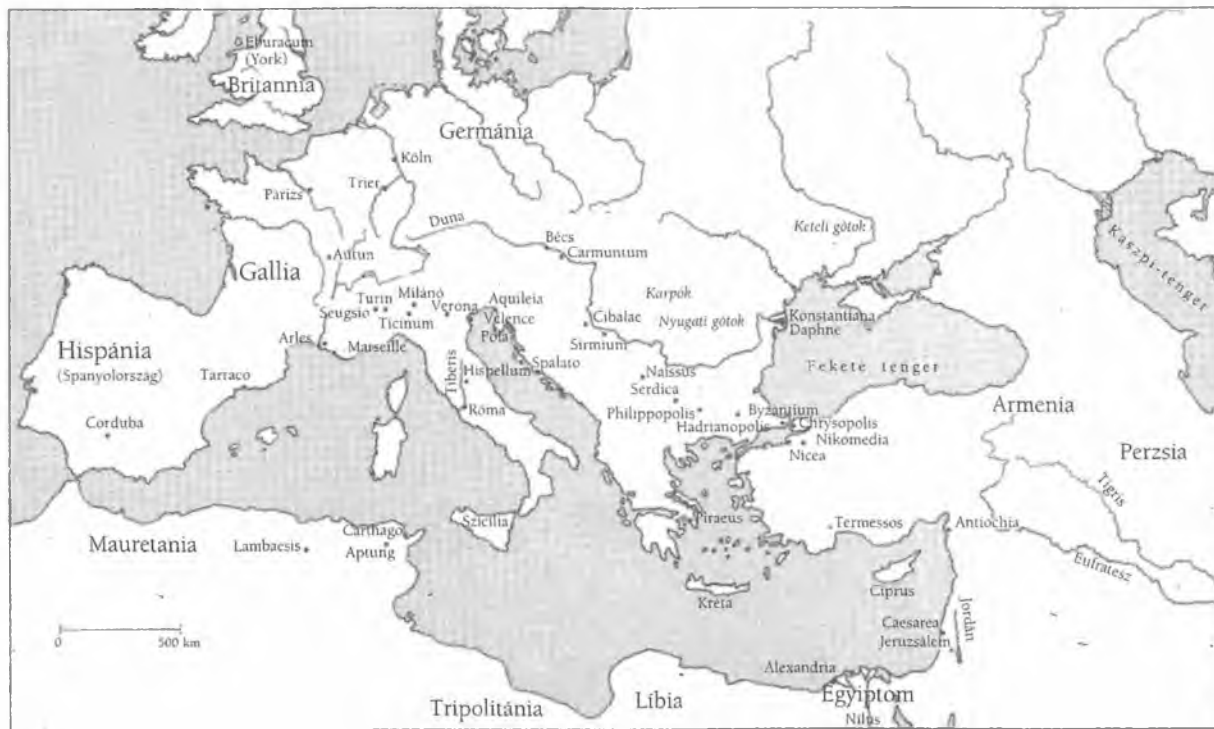 Eburacum
(York)
Britannia
Germánia
Köln
Párizs
Trier
Duna
Bécs
Carnuntum
Keleti gótok
Kaszpi-tenger
Autun
Gallia
Turin
Milánó
Verona
Aquileia
Velence
Pola
Seugsio
Ticinum
Karpok
Nyugati gótok
Cibalae
Sirmium
Konstantiana
Daphne
Fekete tenger
Arles
Marseille
Hispánia
(Spanyolország)
Tarraco
Corduba
Tiberis
Hispellum
Spalato
Róma
Naissus
Serdica
Philippopolis
Hadrianopolis
Byzantium
Chrysopolis
Nikomedia
Nicea
Armenia
Perzsia
Tigris
Eufratesz
Mauretania
Lambaesis
Carthago
Aptung
Szicília
Piraeus
Termessos
Antiochia
Kréta
Ciprus
Caesarea
Jeruzsálem
Jordán
0
500 km
Alexandria
Egyiptom
Nílus
Líbia
Tripolitánia